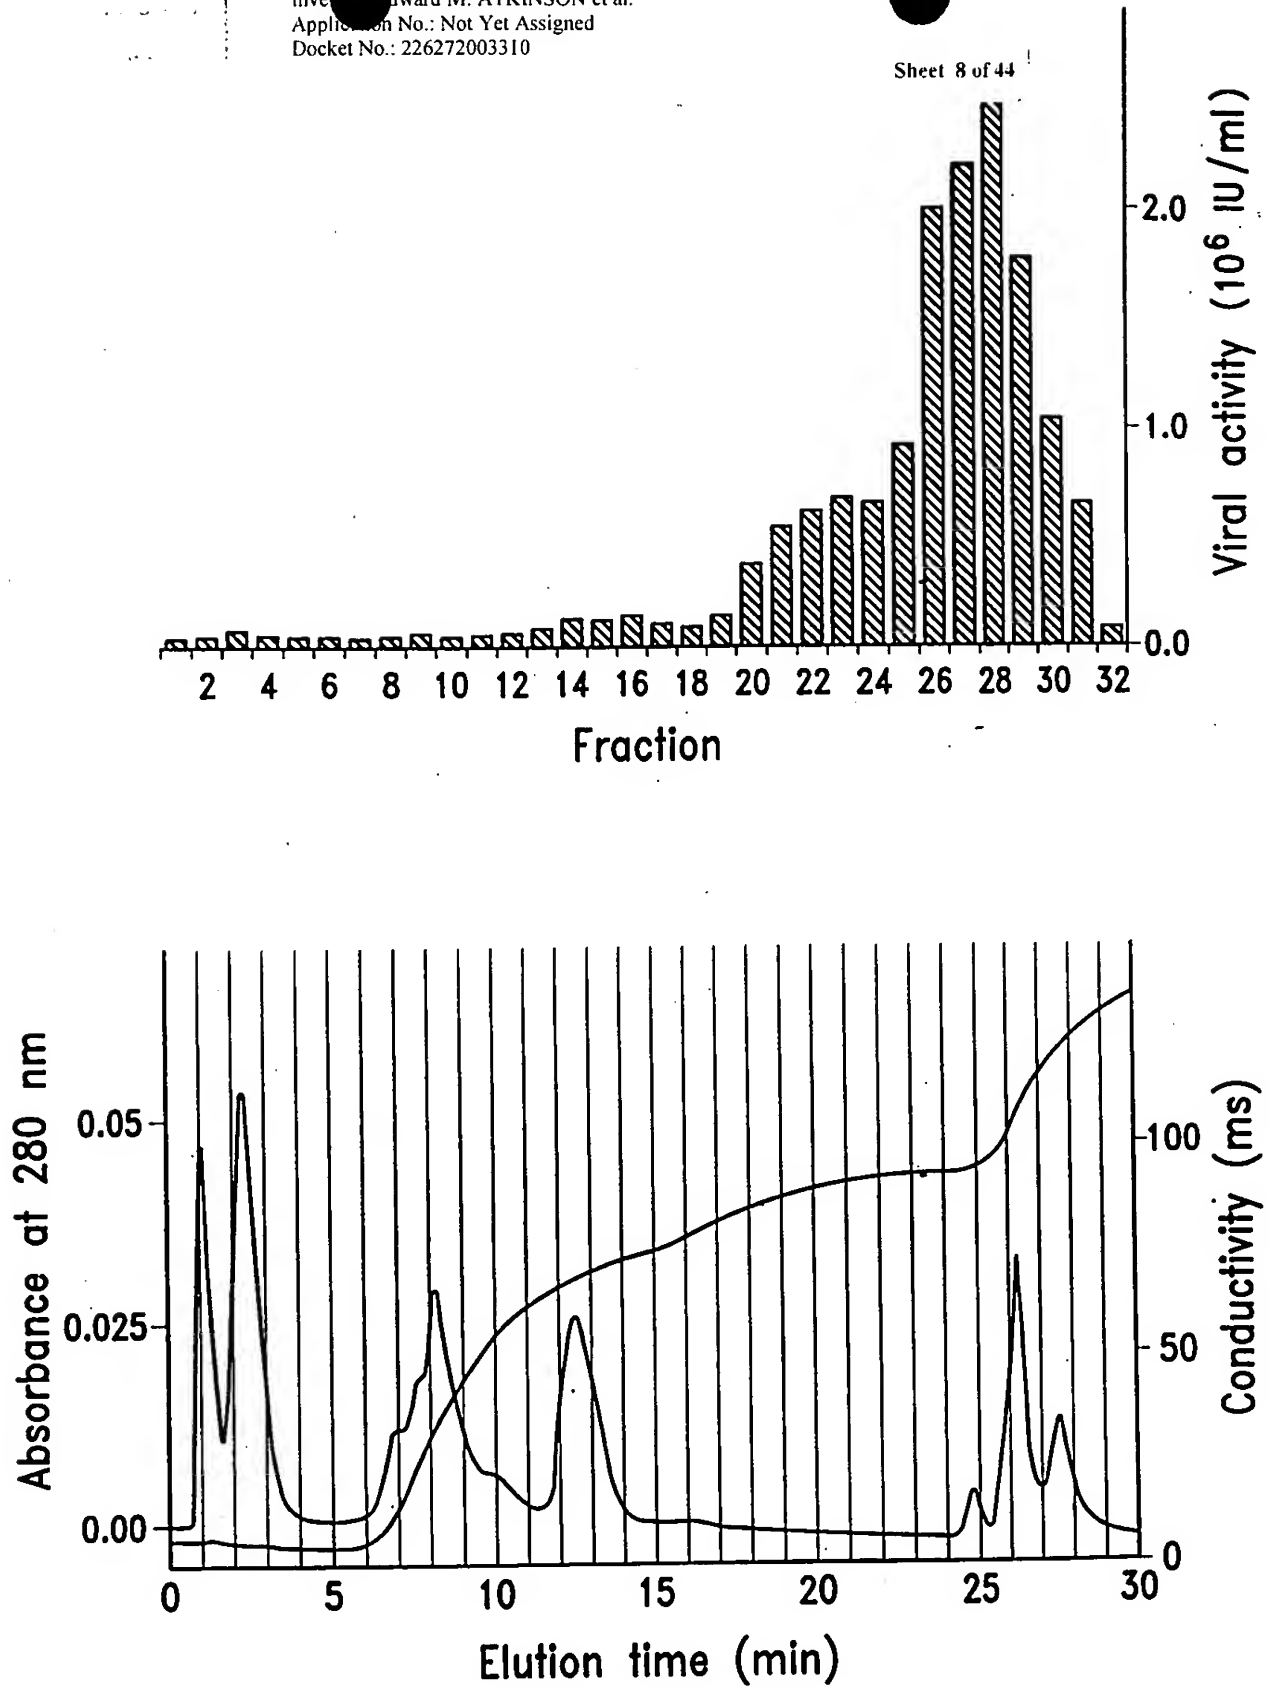 M. ATKINSON et al.
No.: Not Yet Assigned
Docket No.: 226272003310
Sheet 8 of 44
Viral activity (10⁶ IU/ml)
2.0
1.0
0.0
2 4 6 8 10 12 14 16 18 20 22 24 26 28 30 32
Fraction
Absorbance at 280 nm
0.05
0.025
0.00
Conductivity (ms)
100
50
0
0 5 10 15 20 25 30
Elution time (min)